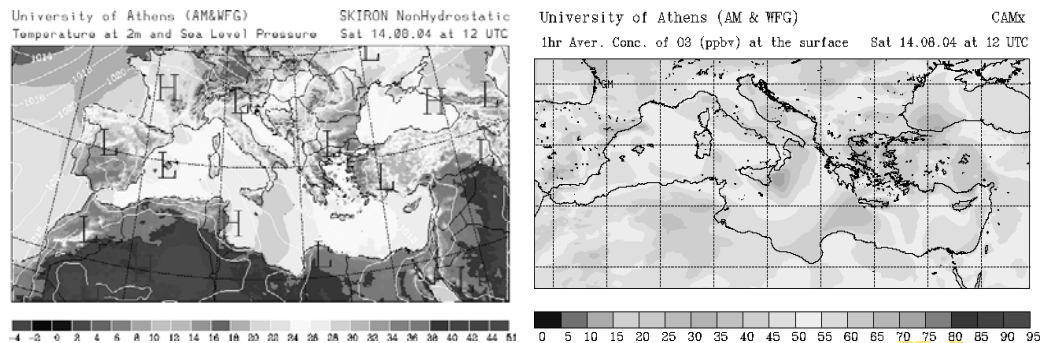 University of Athens (AM&WFG) SKIRON NonHydrostatic
Temperature at 2m and Sea Level Pressure Sat 14.08.04 at 12 UTC
1014
1016
1020
H
L
L
H
L
L
L
L
L
L
L
H
L
-4 -2 0 2 4 6 8 10 12 14 16 18 20 22 24 26 28 30 32 34 36 38 40 42 44 51
University of Athens (AM & WFG) CAMx
1hr Aver. Conc. of O3 (ppbv) at the surface Sat 14.08.04 at 12 UTC
GM
0 5 10 15 20 25 30 35 40 45 50 55 60 65 70 75 80 85 90 95